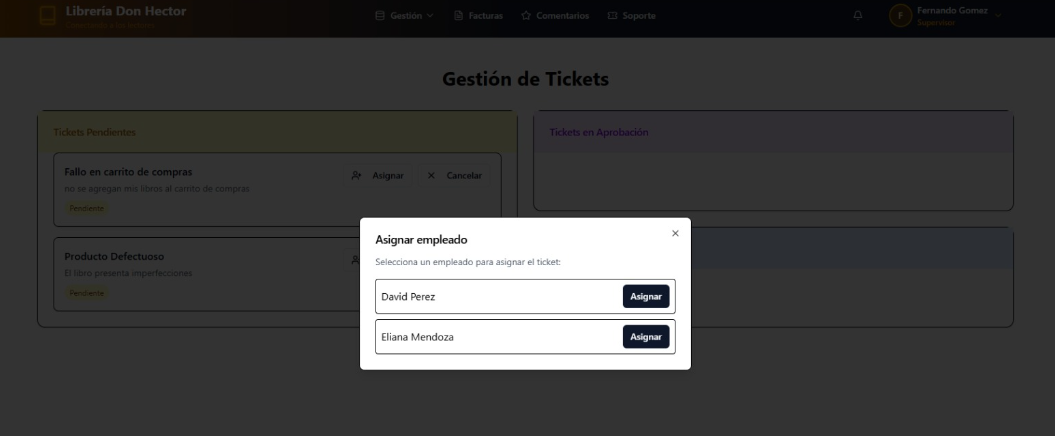 Librería Don Hector
Gestión
Facturas
Comentarios
Soporte
F
Fernando Gomez
Supervisor
Gestión de Tickets
Tickets Pendientes
Fallo en carrito de compras
no se agregan mis libros al carrito de compras
Pendiente
Asignar
Cancelar
Producto Defectuoso
El libro presenta imperfecciones
Pendiente
Tickets en Aprobación
Asignar empleado
Selecciona un empleado para asignar el ticket:
David Perez
Asignar
Eliana Mendoza
Asignar